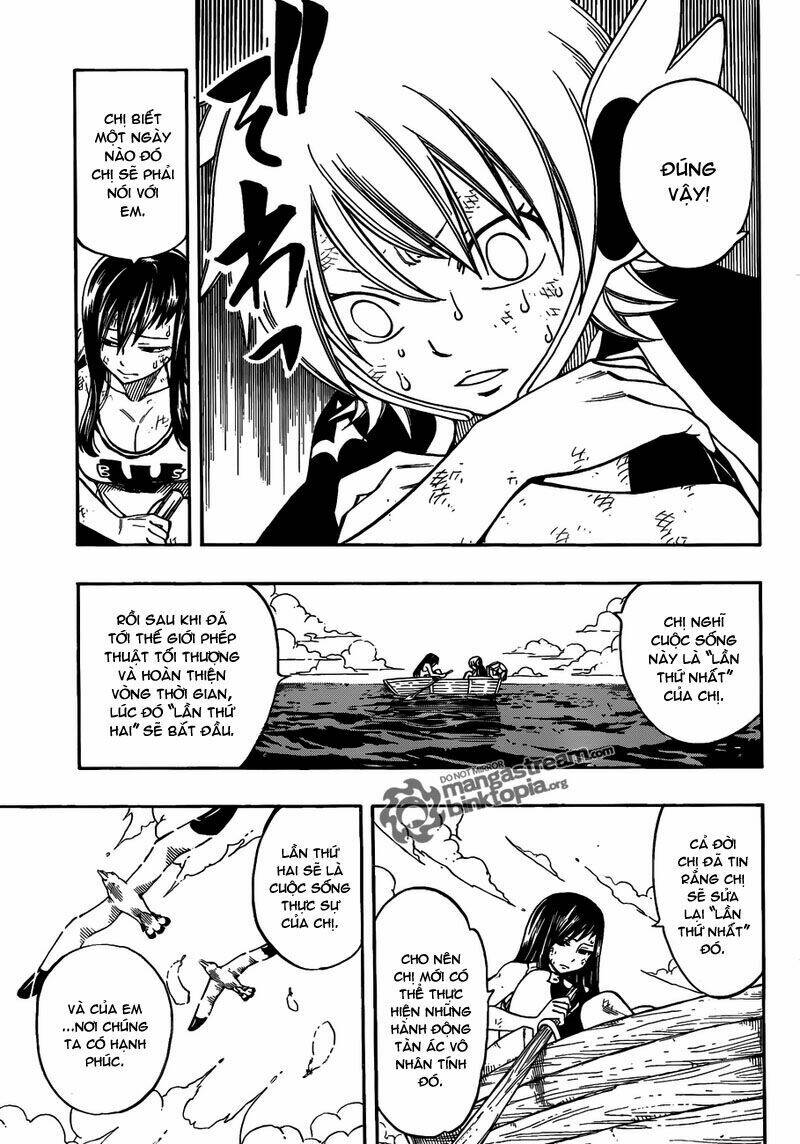 ĐÚNG
VẬY!
ぞ
わっ
CHỊ BIẾT
MỘT NGÀY
NÀO ĐÓ
CHỊ SẼ PHẢI
NÓI VỚI
EM.
BUS
CHỊ NGHĨ
CUỘC SỐNG
NÀY LÀ "LẦN
THỨ NHẤT"
CỦA CHỊ.
RỒI SAU KHI ĐÃ
TỚI THẾ GIỚI PHÉP
THUẬT TỐI THƯỢNG
VÀ HOÀN THIỆN
VÒNG THỜI GIAN,
LÚC ĐÓ "LẦN THỨ
HAI" SẼ BẮT ĐẦU.
DO NOT MIRROR
mangastream.com
binktopia.org
CẢ ĐỜI
CHỊ ĐÃ TIN
RẰNG CHỊ
SẼ SỬA
LẠI "LẦN
THỨ NHẤT"
ĐÓ.
CHO NÊN
CHỊ MỚI CÓ
THỂ THỰC
HIỆN NHỮNG
HÀNH ĐỘNG
TÀN ÁC VÔ
NHÂN TÍNH
ĐÓ.
LẦN THỨ
HAI SẼ LÀ
CUỘC SỐNG
THỰC SỰ
CỦA CHỊ.
VÀ CỦA EM
...NƠI CHÚNG
TA CÓ HẠNH
PHÚC.